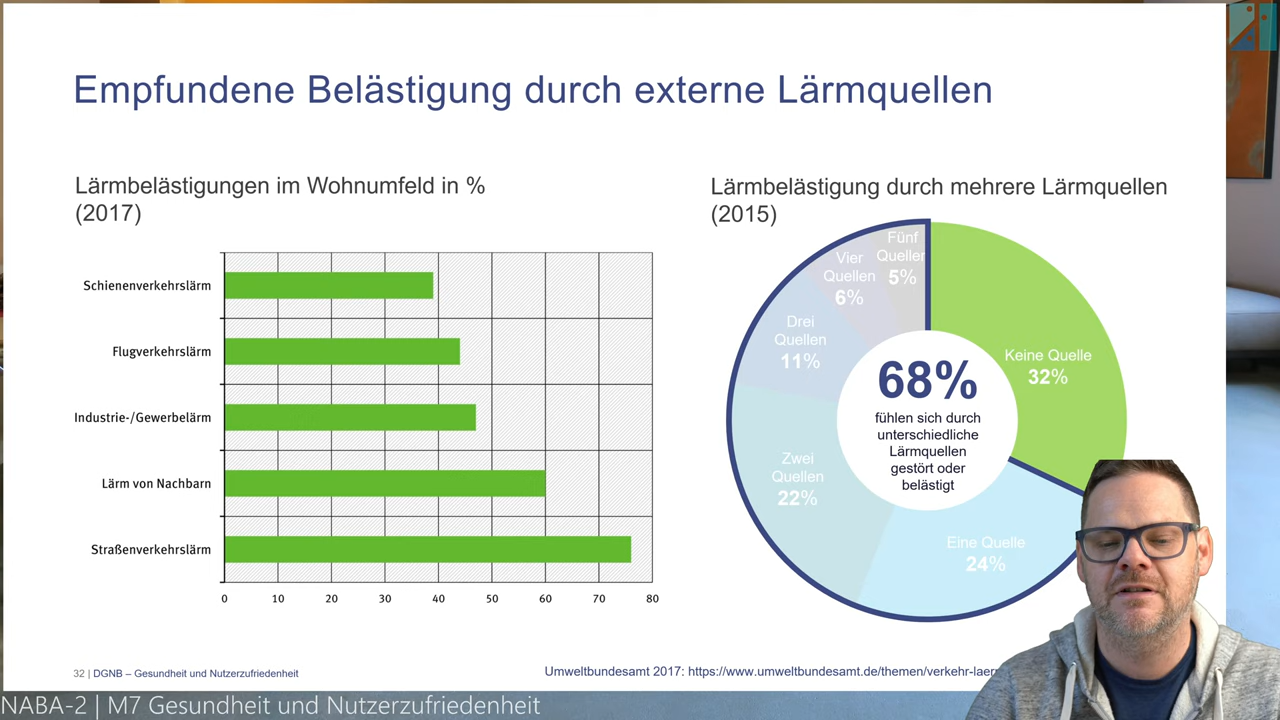 Empfundene Belästigung durch externe Lärmquellen
Lärmbelästigungen im Wohnumfeld in %
(2017)
Schienenverkehrslärm
Flugverkehrslärm
Industrie-/Gewerbelärm
Lärm von Nachbarn
Straßenverkehrslärm
0 10 20 30 40 50 60 70 80
Lärmbelästigung durch mehrere Lärmquellen
(2015)
Fünf
Quellen
5%
Vier
Quellen
6%
Drei
Quellen
11%
Zwei
Quellen
22%
Eine Quelle
24%
Keine Quelle
32%
68%
fühlen sich durch
unterschiedliche
Lärmquellen
gestört oder
belästigt
32 | DGNB – Gesundheit und Nutzerzufriedenheit
Umweltbundesamt 2017: https://www.umweltbundesamt.de/themen/verkehr-laer
NABA-2 | M7 Gesundheit und Nutzerzufriedenheit